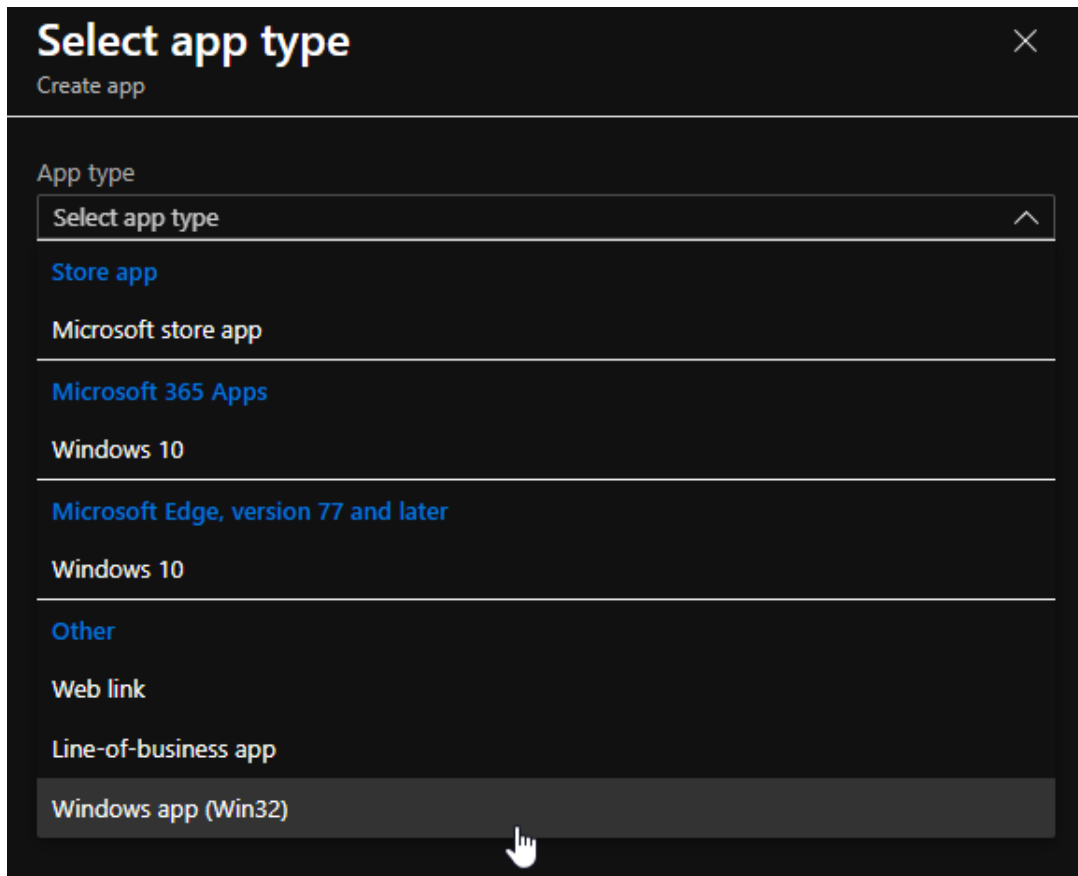 Select app type
Create app
App type
Select app type
Store app
Microsoft store app
Microsoft 365 Apps
Windows 10
Microsoft Edge, version 77 and later
Windows 10
Other
Web link
Line-of-business app
Windows app (Win32)